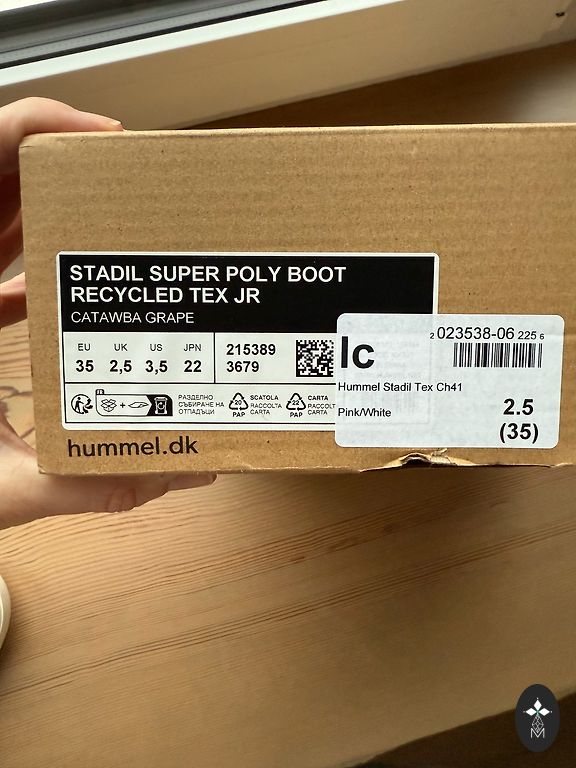 STADIL SUPER POLY BOOT
RECYCLED TEX JR
CATAWBA GRAPE
EU UK US JPN
35 2,5 3,5 22
215389
3679
FR
РАЗДЕЛНО
СЪБИРАНЕ НА
ОТПАДЪЦИ
20
PAP
SCATOLA
RACCOLTA
CARTA
22
PAP
CARTA
RACCOLT
CARTA
hummel.dk
lc
2 023538-06 225 6
Hummel Stadil Tex Ch41
Pink/White
2.5
(35)
M